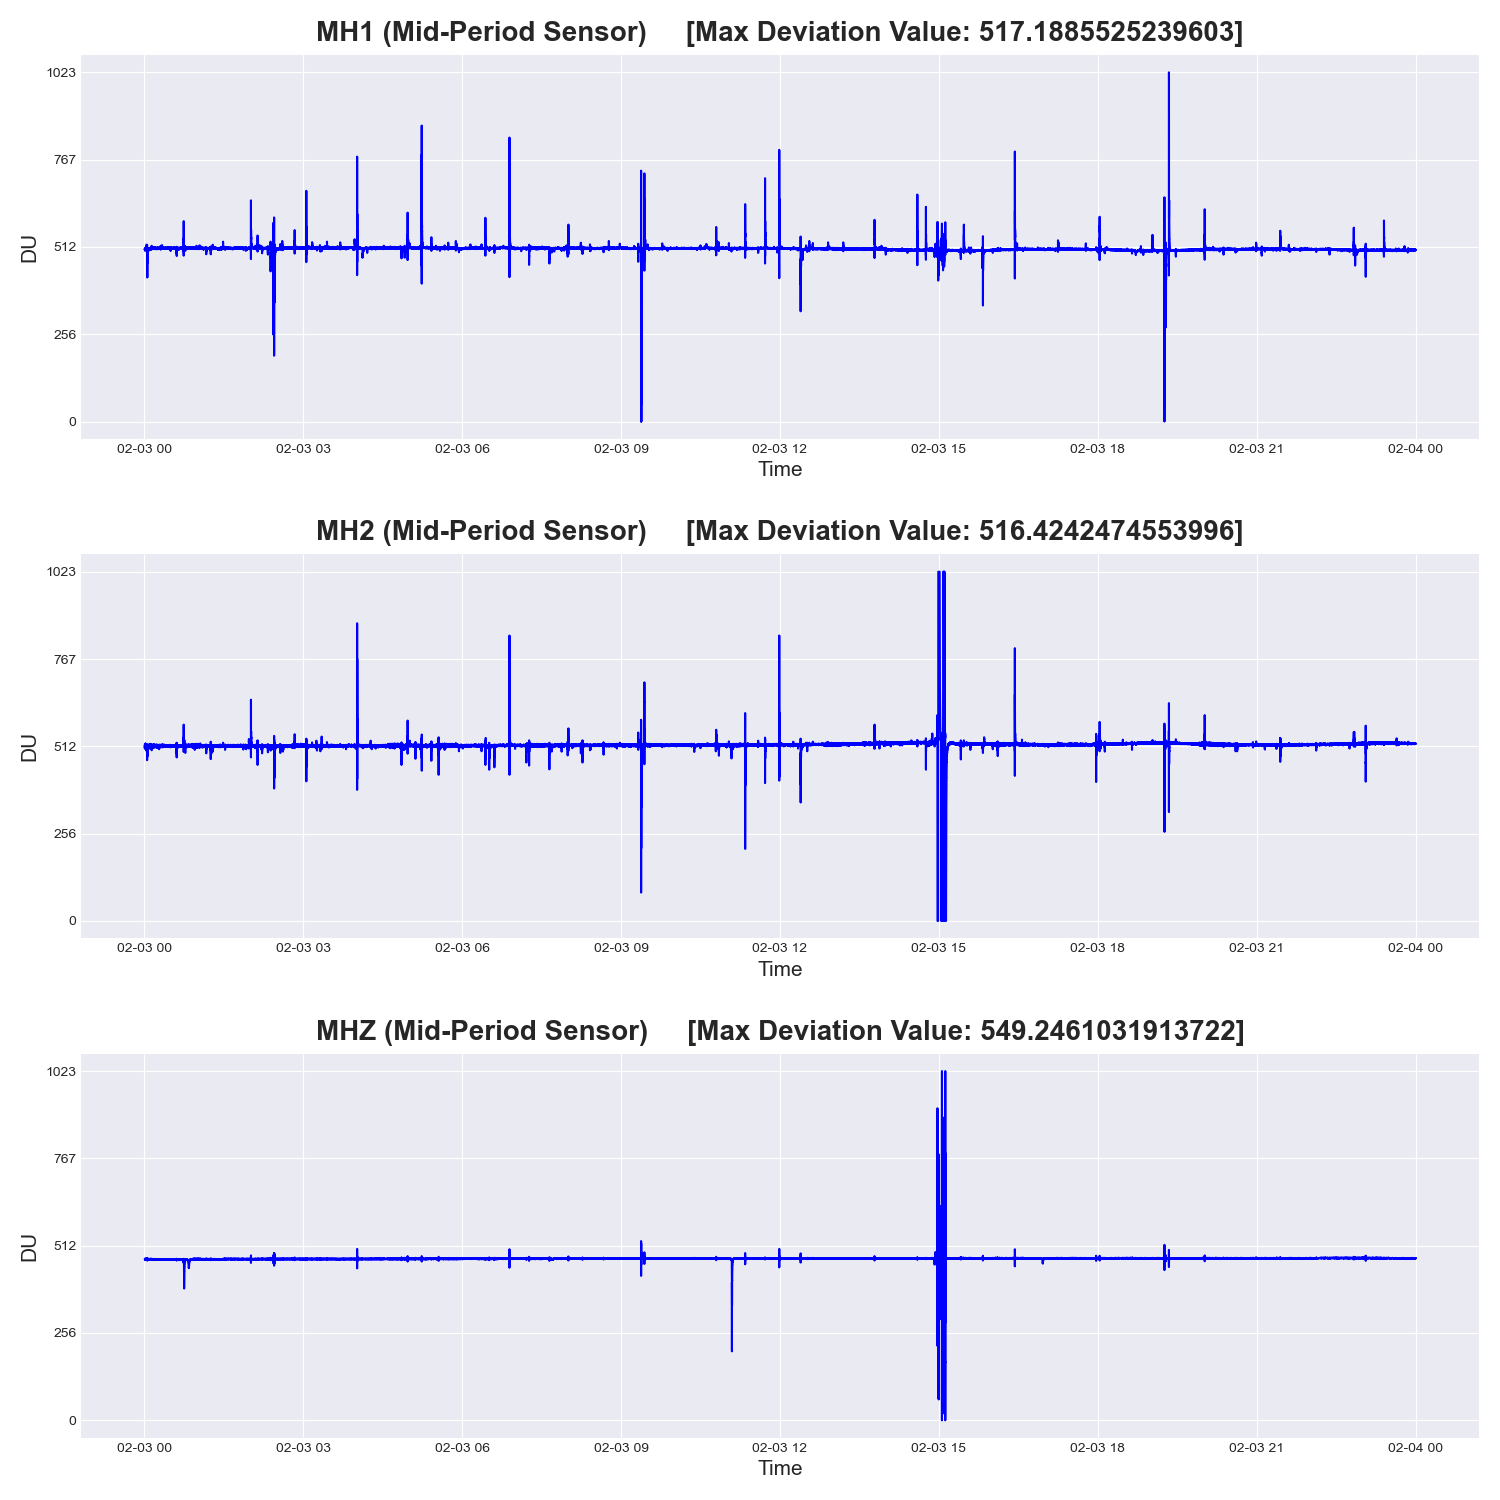 MH1 (Mid-Period Sensor) [Max Deviation Value: 517.1885525239603]
1023
767
512
256
0
DU
02-03 00 02-03 03 02-03 06 02-03 09 02-03 12 02-03 15 02-03 18 02-03 21 02-04 00
Time
MH2 (Mid-Period Sensor) [Max Deviation Value: 516.4242474553996]
1023
767
512
256
0
DU
02-03 00 02-03 03 02-03 06 02-03 09 02-03 12 02-03 15 02-03 18 02-03 21 02-04 00
Time
MHZ (Mid-Period Sensor) [Max Deviation Value: 549.2461031913722]
1023
767
512
256
0
DU
02-03 00 02-03 03 02-03 06 02-03 09 02-03 12 02-03 15 02-03 18 02-03 21 02-04 00
Time